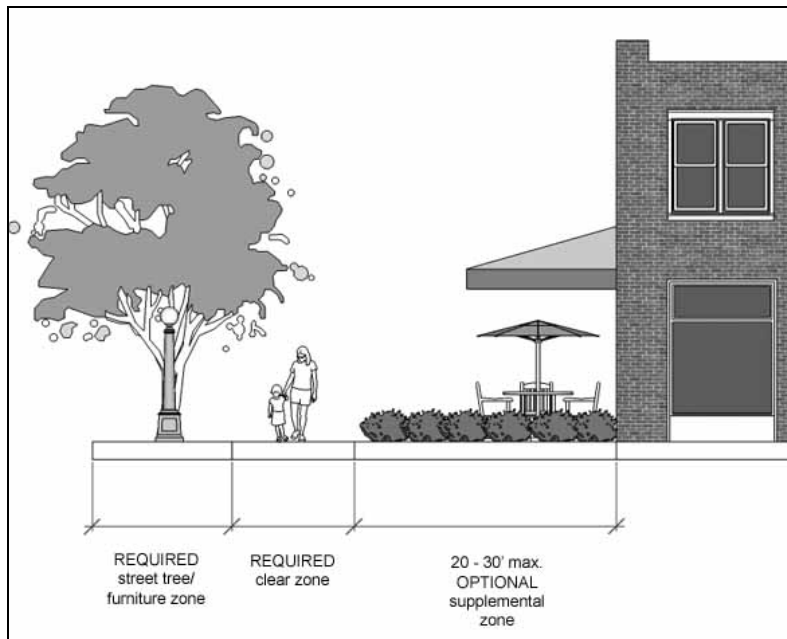 REQUIRED
street tree/
furniture zone
REQUIRED
clear zone
20 - 30' max.
OPTIONAL
supplemental
zone